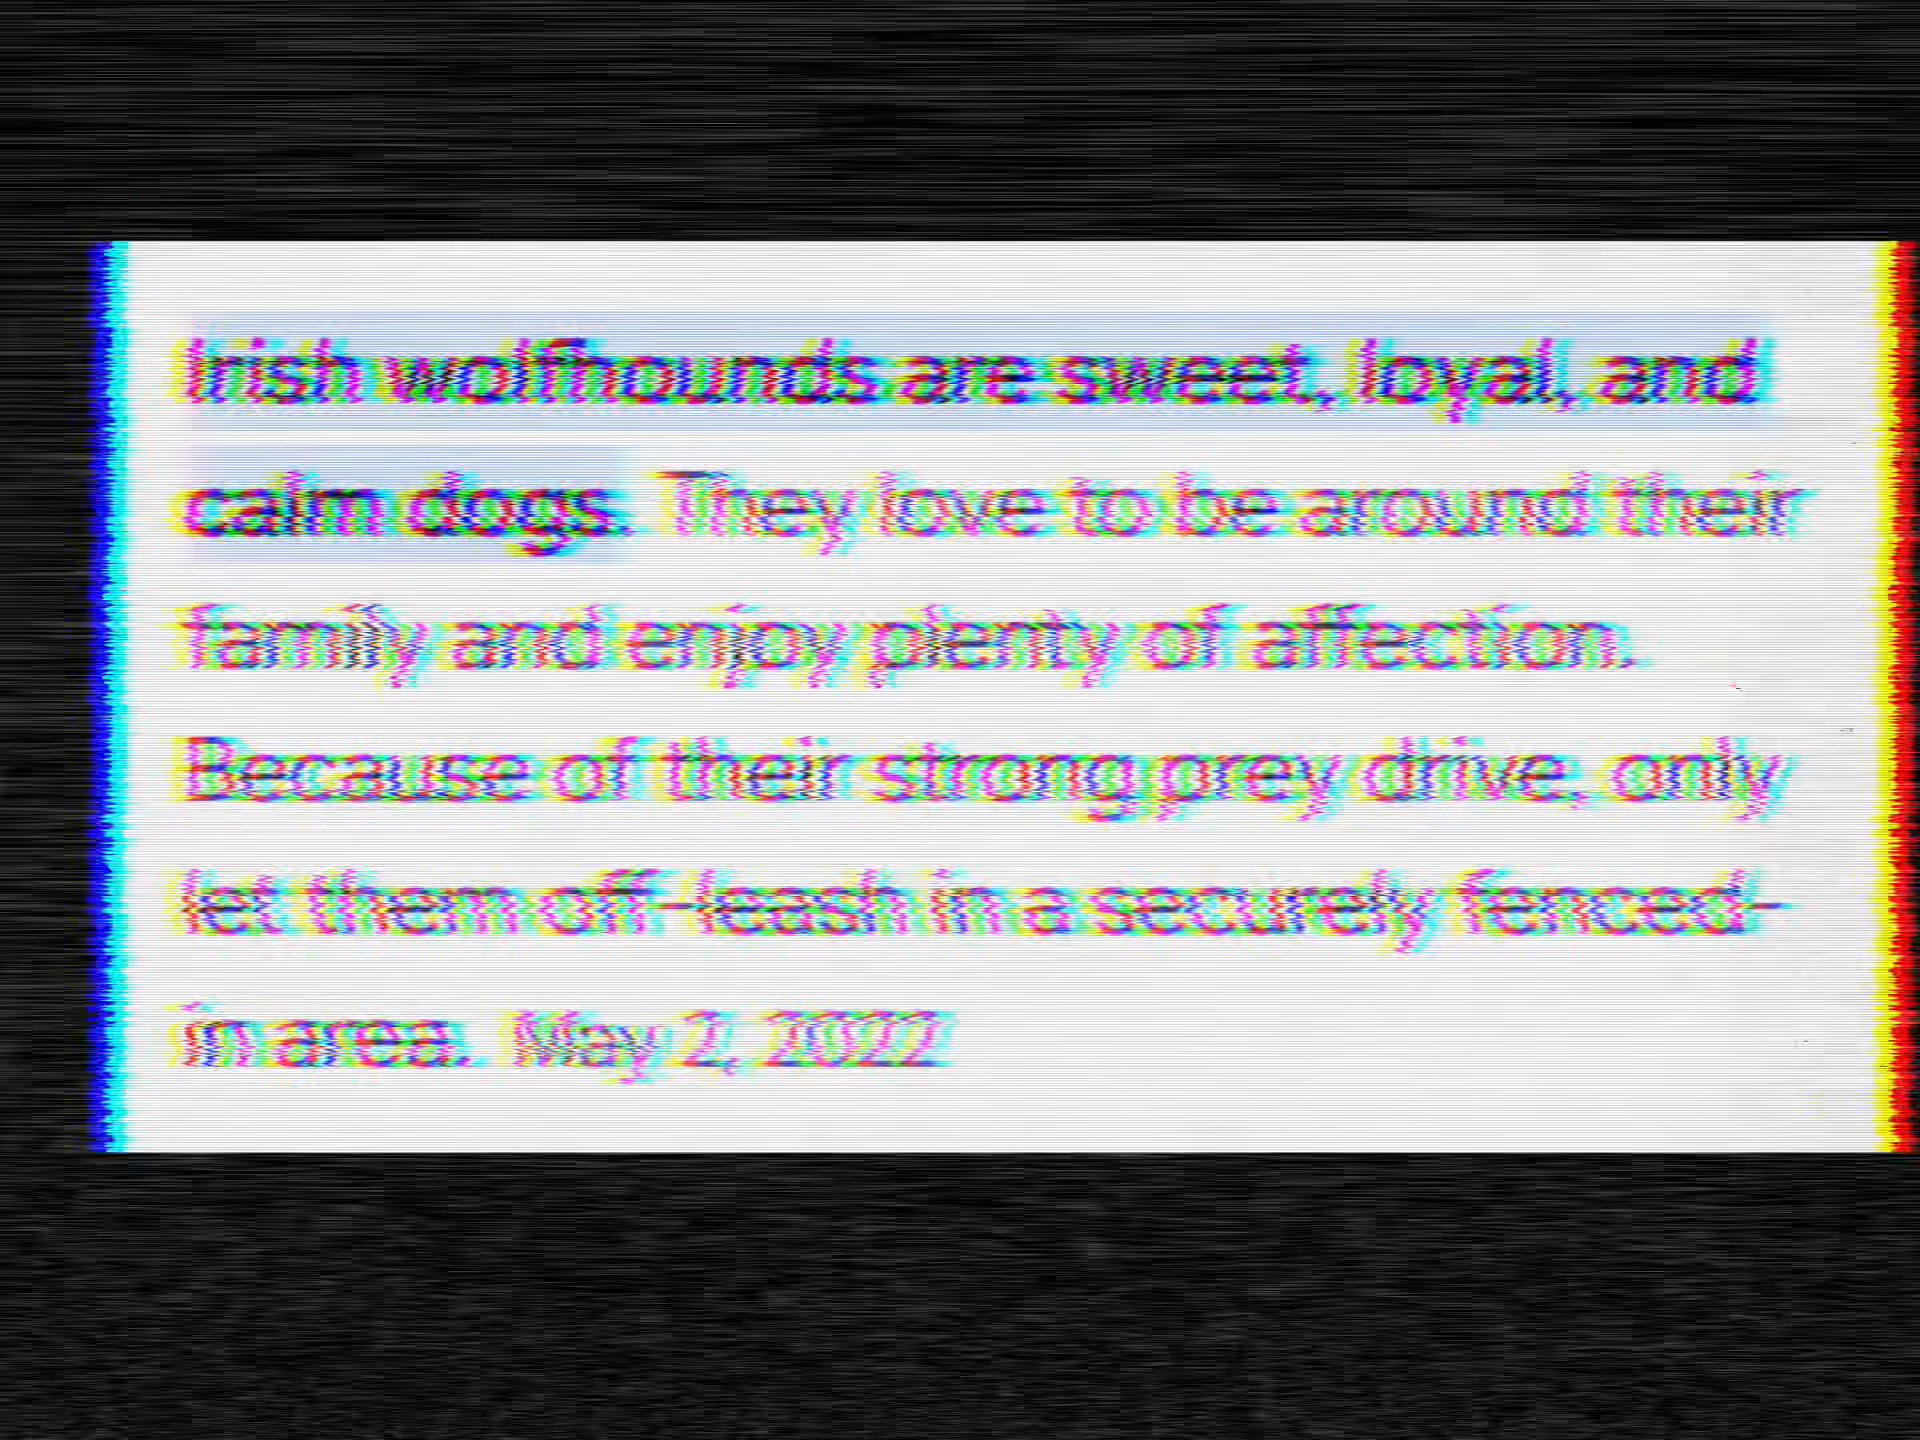 Irish wolfhounds are sweet, loyal, and
calm dogs. They love to be around their
family and enjoy plenty of affection.
Because of their strong prey drive, only
let them off-leash in a securely fenced-
in area. May 2, 2022